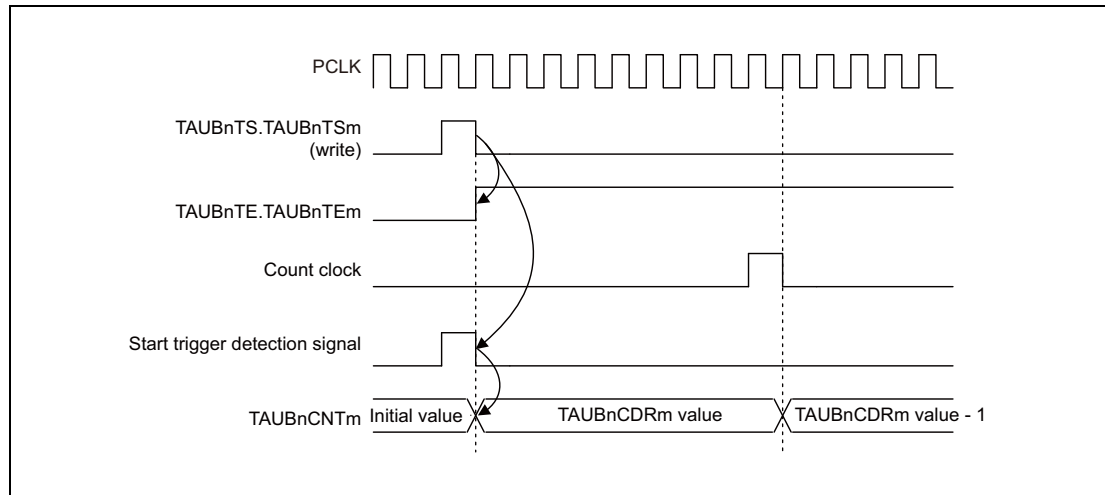 PCLK
TAUBnTS.TAUBnTSm
(write)
TAUBnTE.TAUBnTEm
Count clock
Start trigger detection signal
TAUBnCNTm
Initial value
TAUBnCDRm value
TAUBnCDRm value - 1